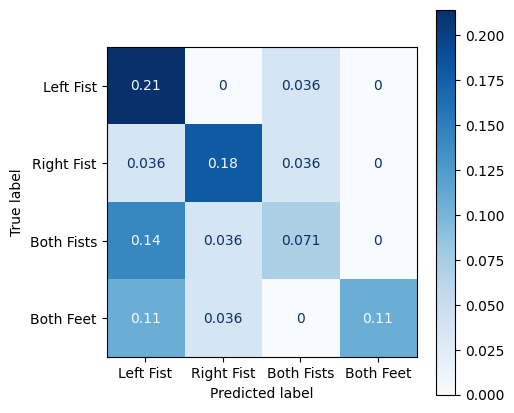 Left Fist 0.21 0 0.036 0
Right Fist 0.036 0.18 0.036 0
Both Fists 0.14 0.036 0.071 0
Both Feet 0.11 0.036 0 0.11
Left Fist Right Fist Both Fists Both Feet
Predicted label
True label
0.200
0.175
0.150
0.125
0.100
0.075
0.050
0.025
0.000